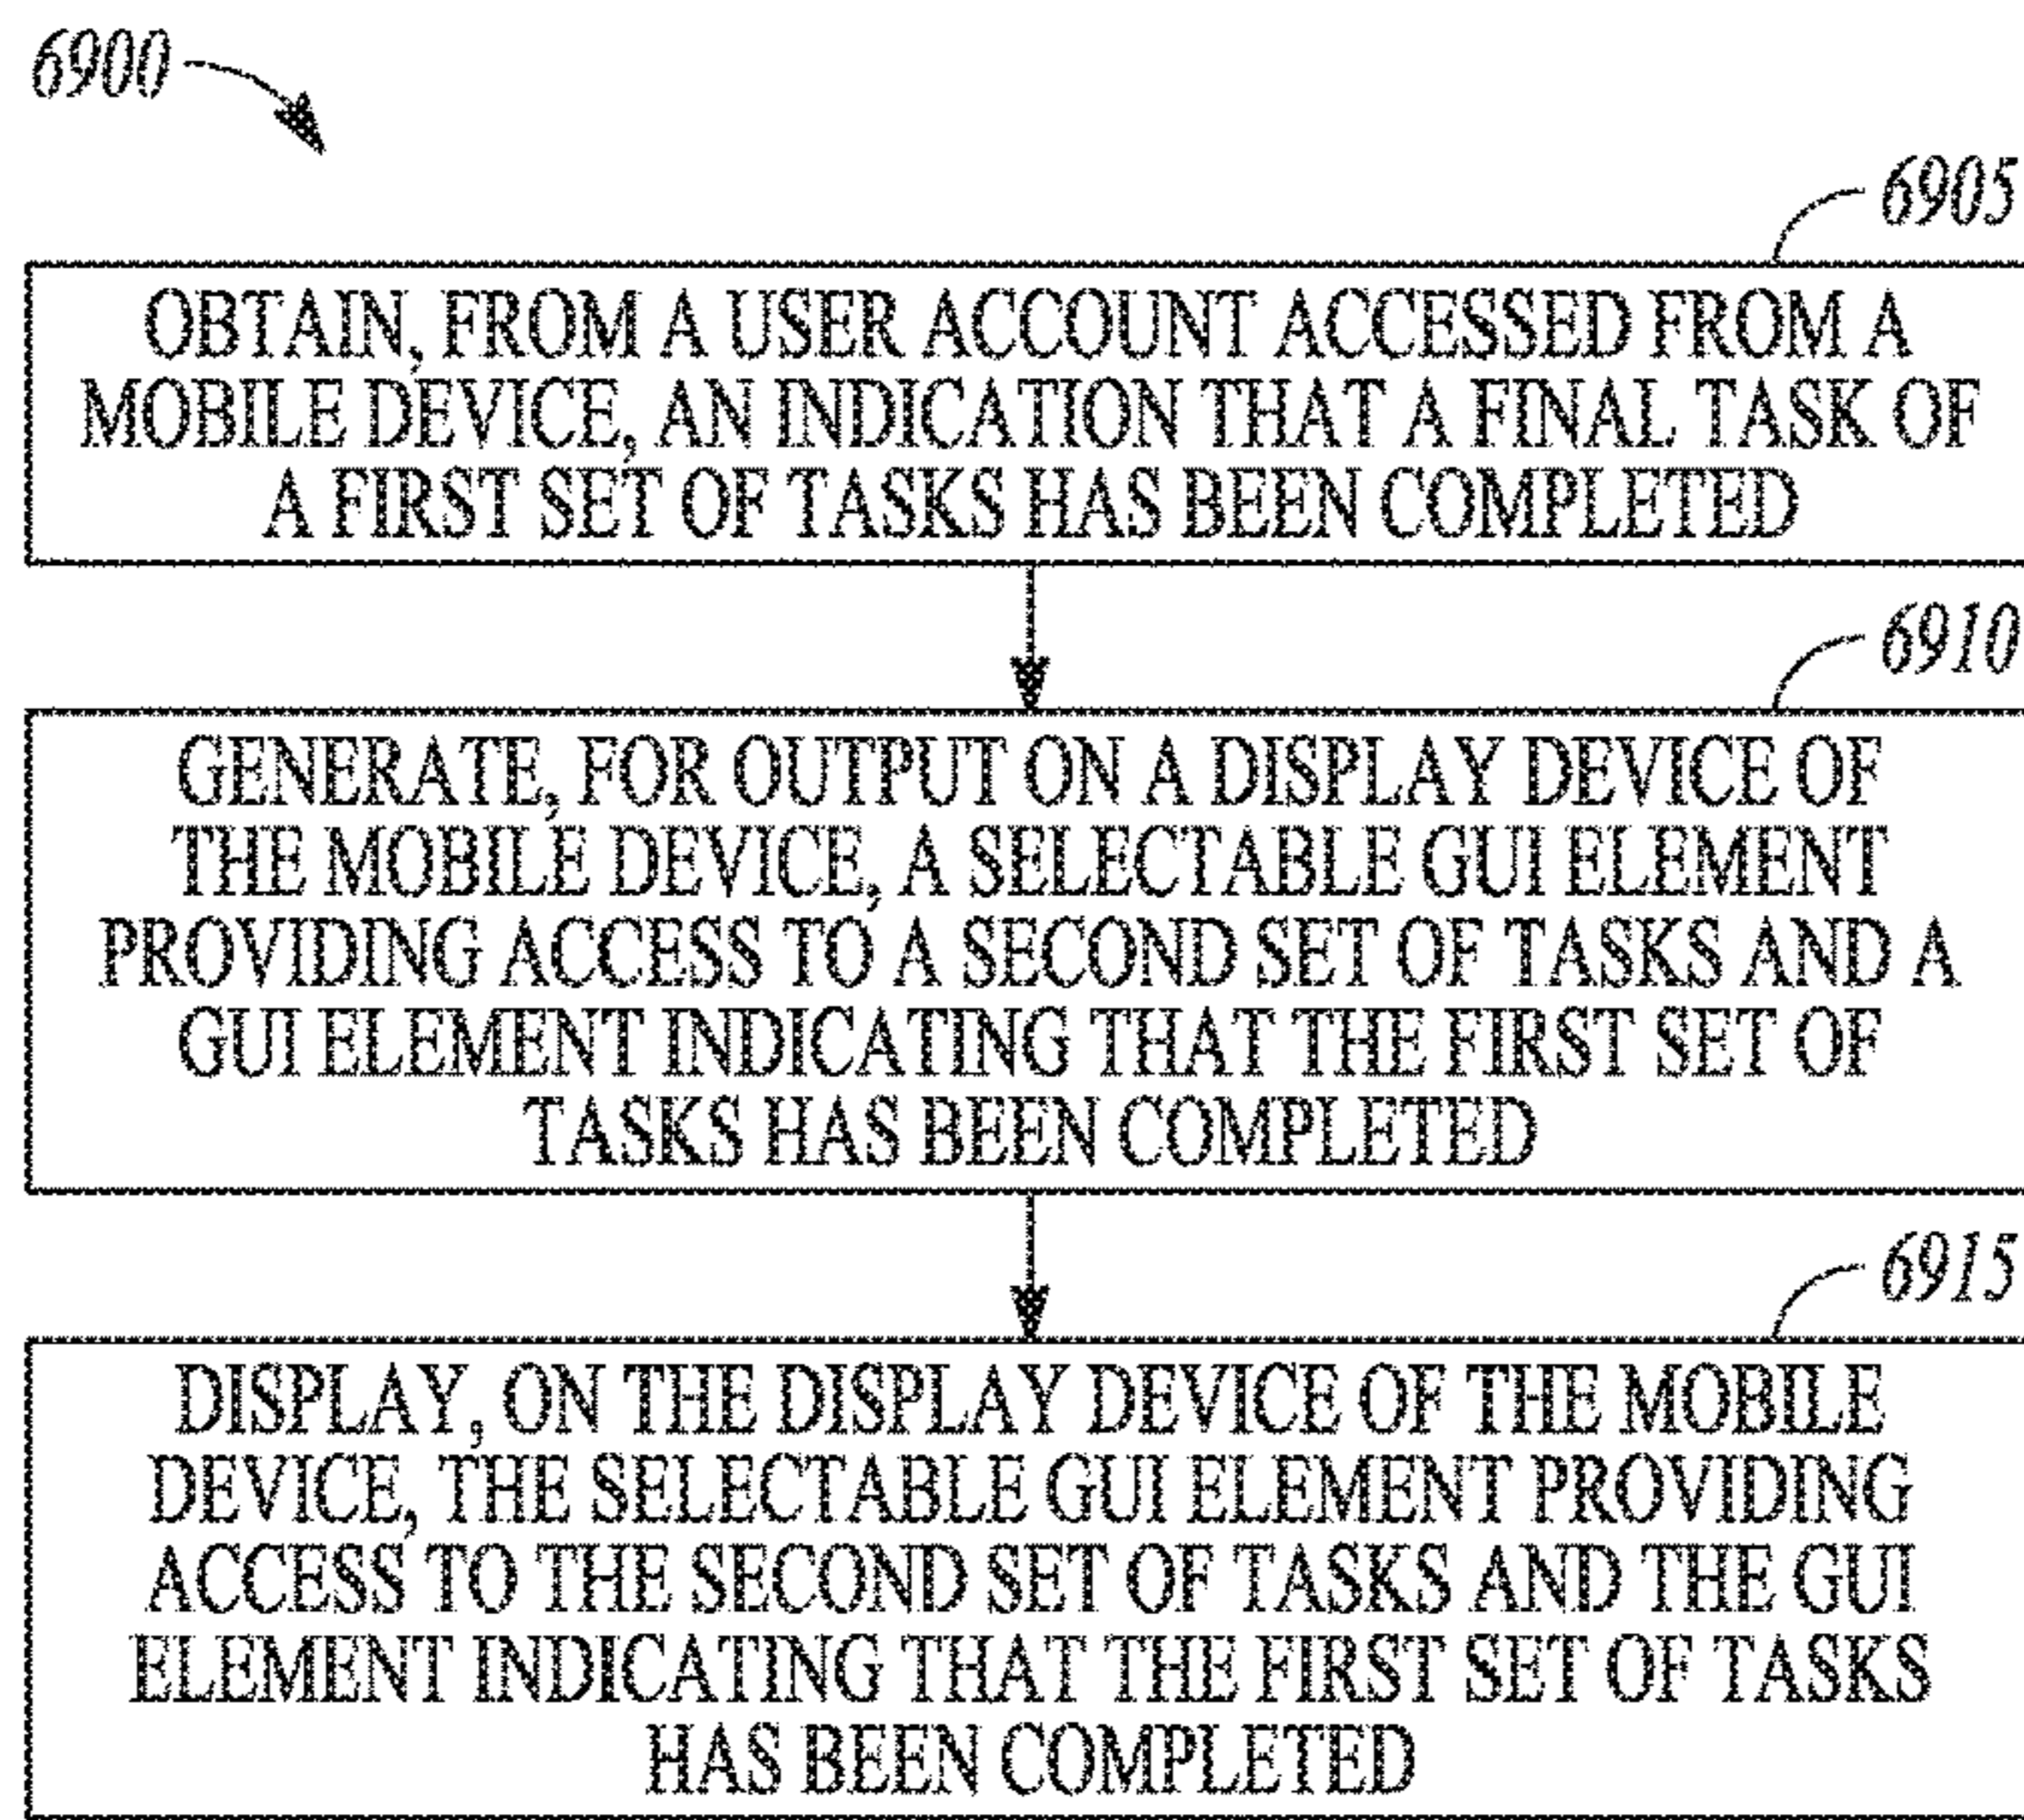 6900
6905
OBTAIN, FROM A USER ACCOUNT ACCESSED FROM A
MOBILE DEVICE, AN INDICATION THAT A FINAL TASK OF
A FIRST SET OF TASKS HAS BEEN COMPLETED
6910
GENERATE, FOR OUTPUT ON A DISPLAY DEVICE OF
THE MOBILE DEVICE, A SELECTABLE GUI ELEMENT
PROVIDING ACCESS TO A SECOND SET OF TASKS AND A
GUI ELEMENT INDICATING THAT THE FIRST SET OF
TASKS HAS BEEN COMPLETED
6915
DISPLAY, ON THE DISPLAY DEVICE OF THE MOBILE
DEVICE, THE SELECTABLE GUI ELEMENT PROVIDING
ACCESS TO THE SECOND SET OF TASKS AND THE GUI
ELEMENT INDICATING THAT THE FIRST SET OF TASKS
HAS BEEN COMPLETED